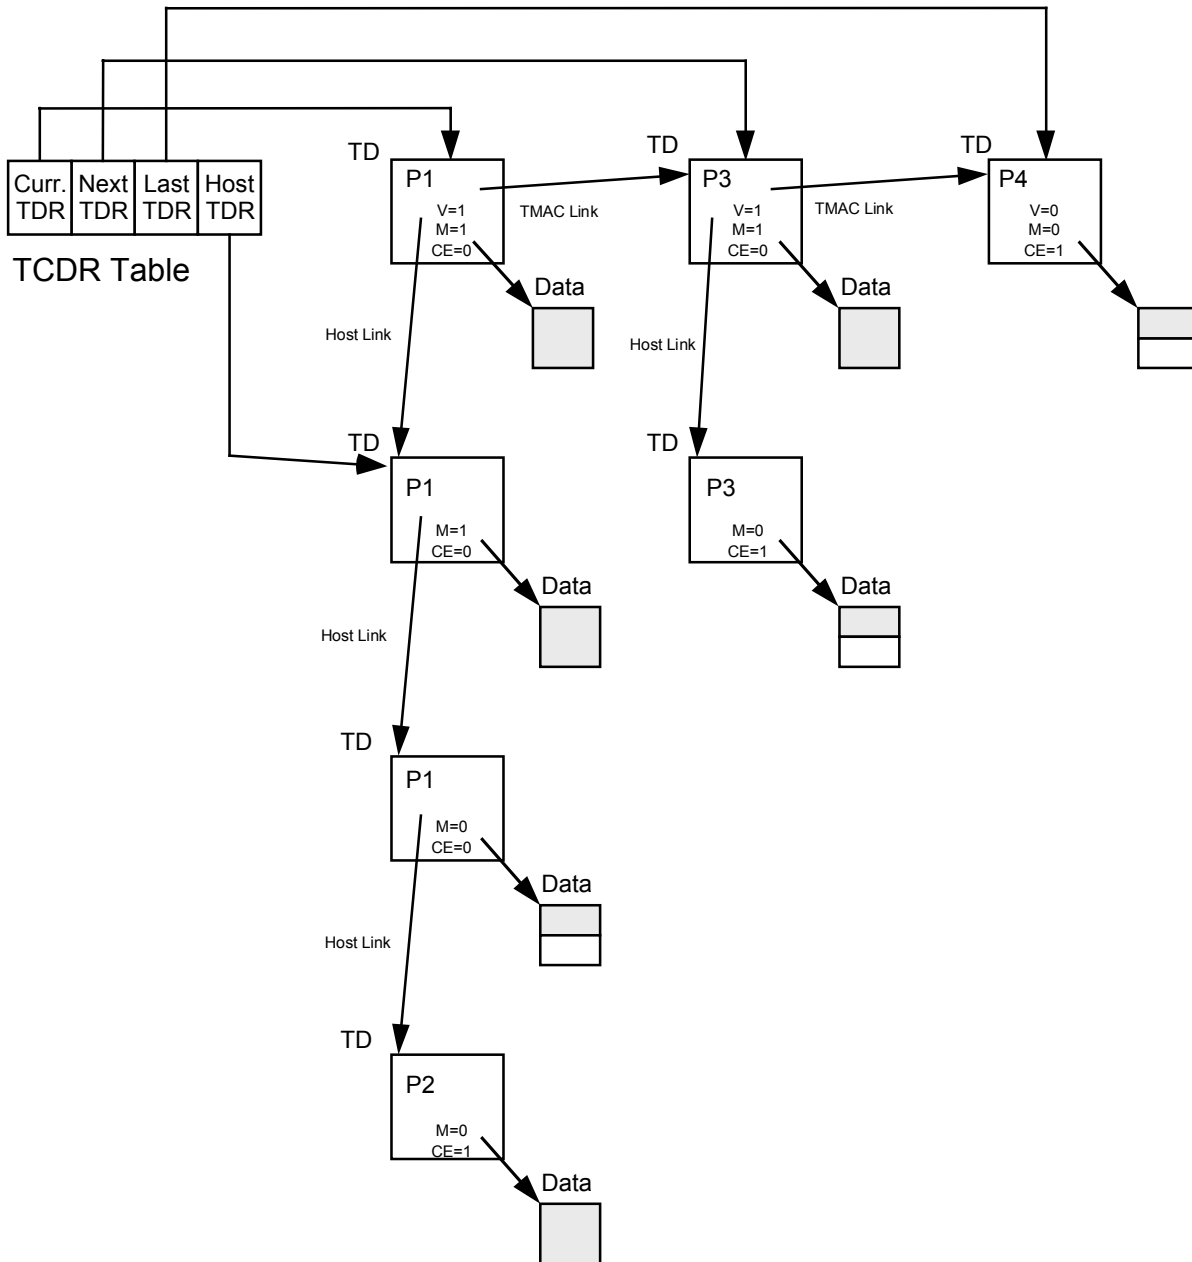 TD
TD
TD
Curr. Next Last Host
TDR TDR TDR TDR
TCDR Table
P1
V=1
M=1
CE=0
TMAC Link
P3
V=1
M=1
CE=0
TMAC Link
P4
V=0
M=0
CE=1
Data
Data
Host Link
Host Link
TD
TD
P1
M=1
CE=0
P3
M=0
CE=1
Data
Data
Host Link
TD
P1
M=0
CE=0
Data
Host Link
TD
P2
M=0
CE=1
Data